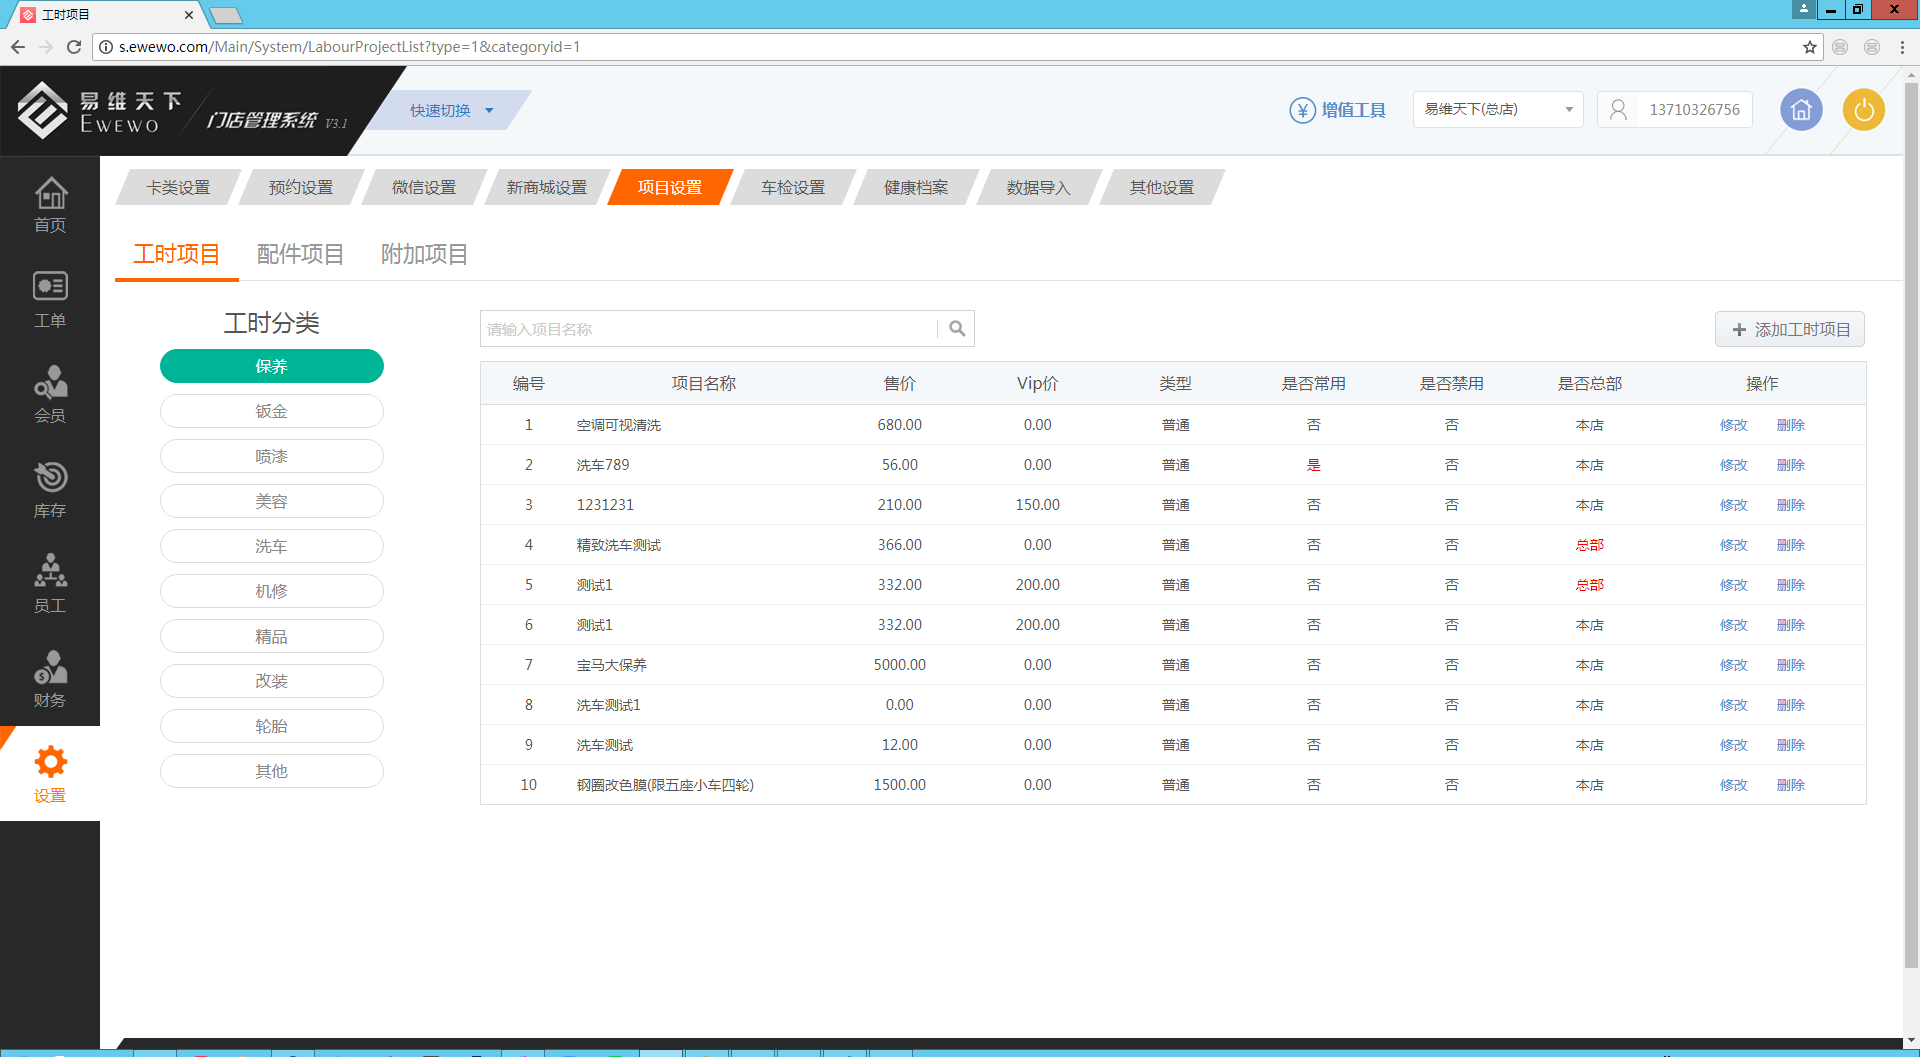 工时项目
s.ewewo.com/Main/System/LabourProjectList?type=1&categoryid=1
易维天下
EWEWO
门店管理系统 V3.1
快速切换
增值工具
易维天下(总店)
13710326756
首页
工单
会员
库存
员工
财务
设置
卡类设置 预约设置 微信设置 新商城设置 项目设置 车检设置 健康档案 数据导入 其他设置
工时项目 配件项目 附加项目
工时分类
保养
钣金
喷漆
美容
洗车
机修
精品
改装
轮胎
其他
请输入项目名称
添加工时项目
编号 项目名称 售价 Vip价 类型 是否常用 是否禁用 是否总部 操作
1 空调可视清洗 680.00 0.00 普通 否 否 本店 修改 删除
2 洗车789 56.00 0.00 普通 是 否 本店 修改 删除
3 1231231 210.00 150.00 普通 否 否 本店 修改 删除
4 精致洗车测试 366.00 0.00 普通 否 否 总部 修改 删除
5 测试1 332.00 200.00 普通 否 否 总部 修改 删除
6 测试1 332.00 200.00 普通 否 否 本店 修改 删除
7 宝马大保养 5000.00 0.00 普通 否 否 本店 修改 删除
8 洗车测试1 0.00 0.00 普通 否 否 本店 修改 删除
9 洗车测试 12.00 0.00 普通 否 否 本店 修改 删除
10 钢圈改色膜(限五座小车四轮) 1500.00 0.00 普通 否 否 本店 修改 删除